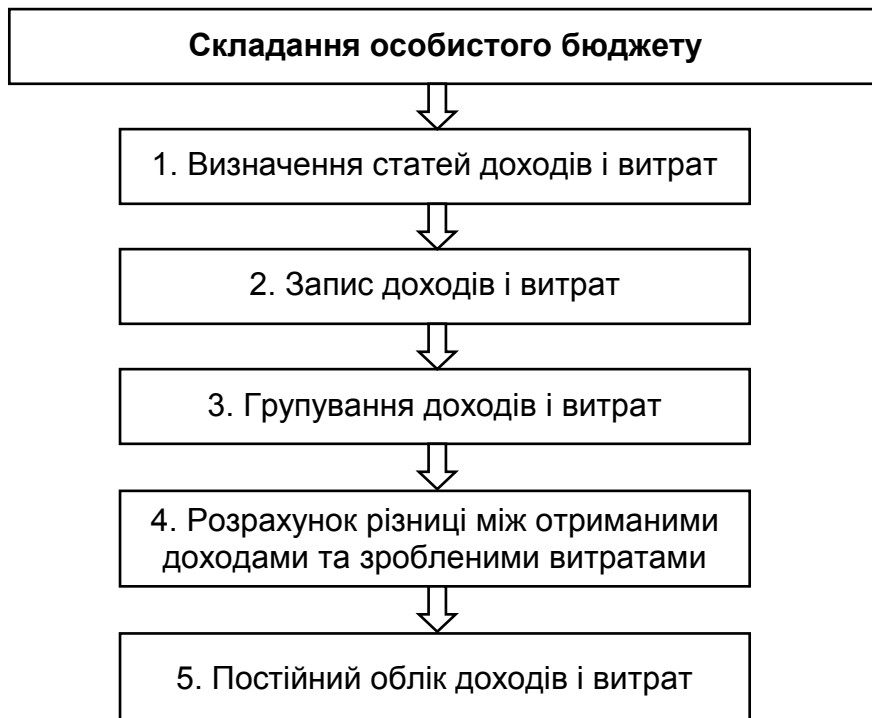 Складання особистого бюджету
1. Визначення статей доходів і витрат
2. Запис доходів і витрат
3. Групування доходів і витрат
4. Розрахунок різниці між отриманими
доходами та зробленими витратами
5. Постійний облік доходів і витрат